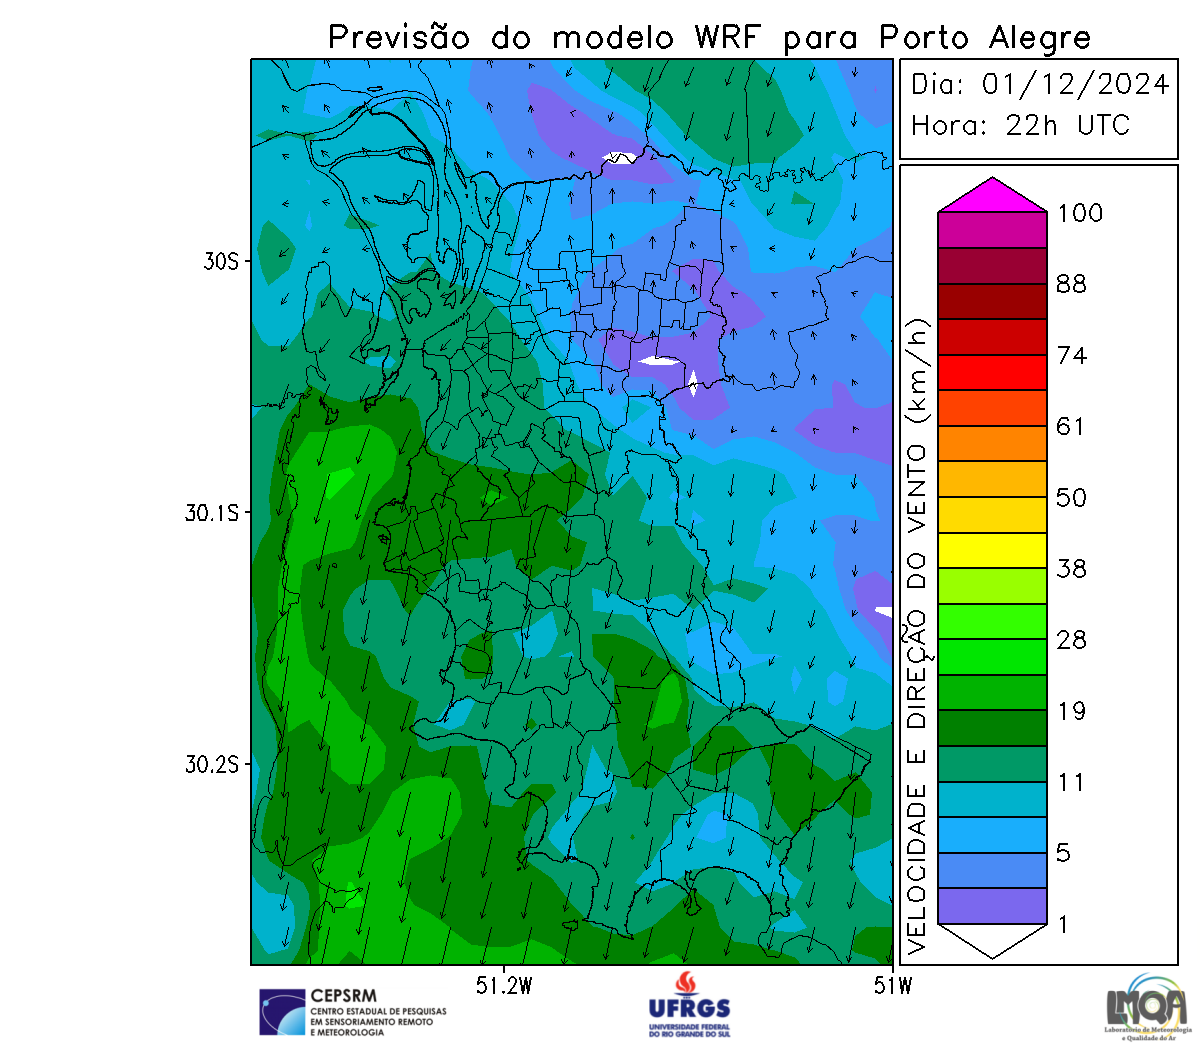 Previsão do modelo WRF para Porto Alegre
Dia: 01/12/2024
Hora: 22h UTC
30S
30.1S
30.2S
51.2W
51W
VELOCIDADE E DIREÇÃO DO VENTO (km/h)
100
88
74
61
50
38
28
19
11
5
1
CEPSRM
CENTRO ESTADUAL DE PESQUISAS
EM SENSORIAMENTO REMOTO
E METEOROLOGIA
UFRGS
UNIVERSIDADE FEDERAL
DO RIO GRANDE DO SUL
LMQA
Laboratório de Meteorologia
e Qualidade do Ar